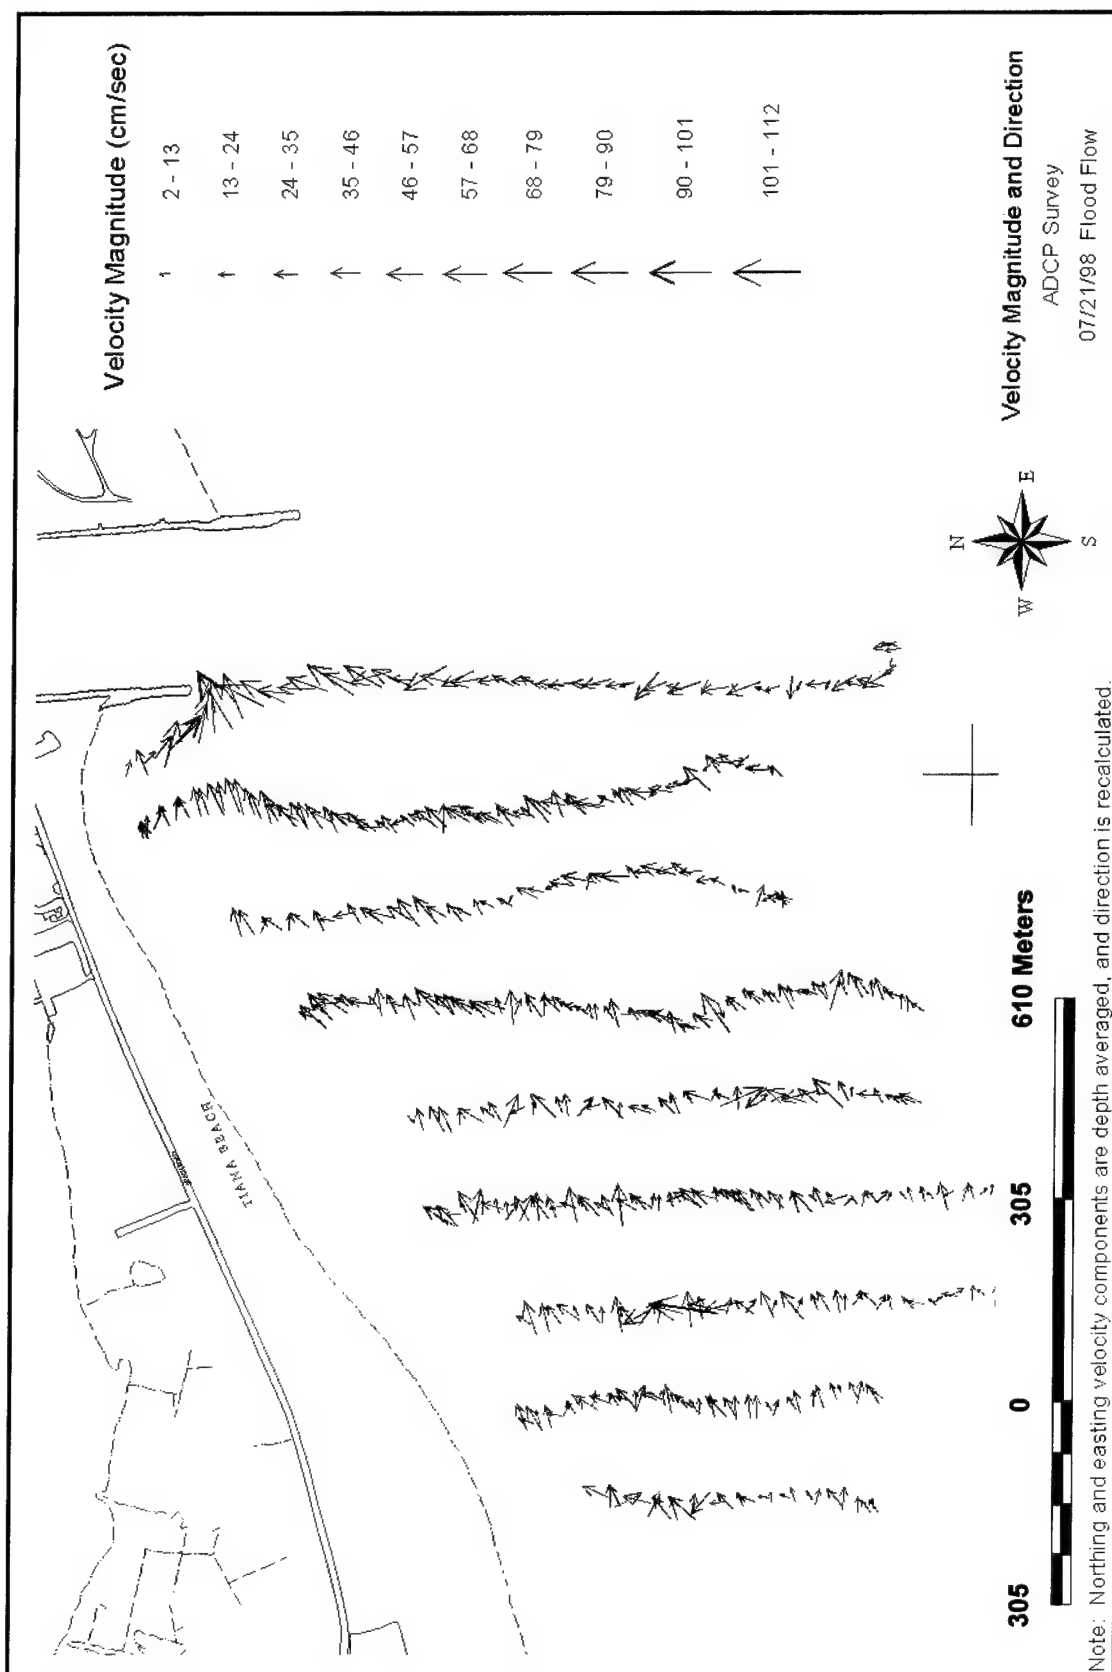 Velocity Magnitude (cm/sec)
2 - 13
13 - 24
24 - 35
35 - 46
46 - 57
57 - 68
68 - 79
79 - 90
90 - 101
101 - 112
TIANA BEACH
N
W
E
S
Velocity Magnitude and Direction
ADCP Survey
07/21/98 Flood Flow
305
0
305
610 Meters
Note: Northing and easting velocity components are depth averaged, and direction is recalculated.